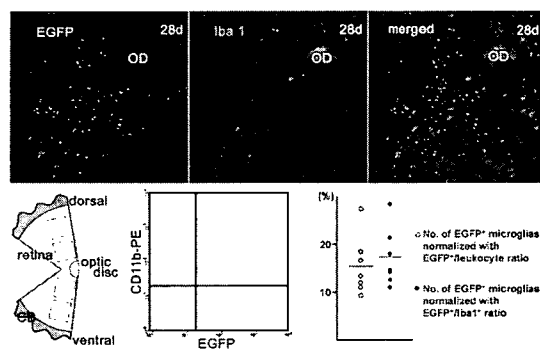 EGFP 28d
OD
Iba 1 28d
OD
merged 28d
OD
dorsal
retina
optic
disc
CB
ventral
CD11b-PE
EGFP
(%)
20
10
No. of EGFP+ microglias
normalized with
EGFP+/leukocyte ratio
No. of EGFP+ microglias
normalized with
EGFP+/Iba1+ ratio